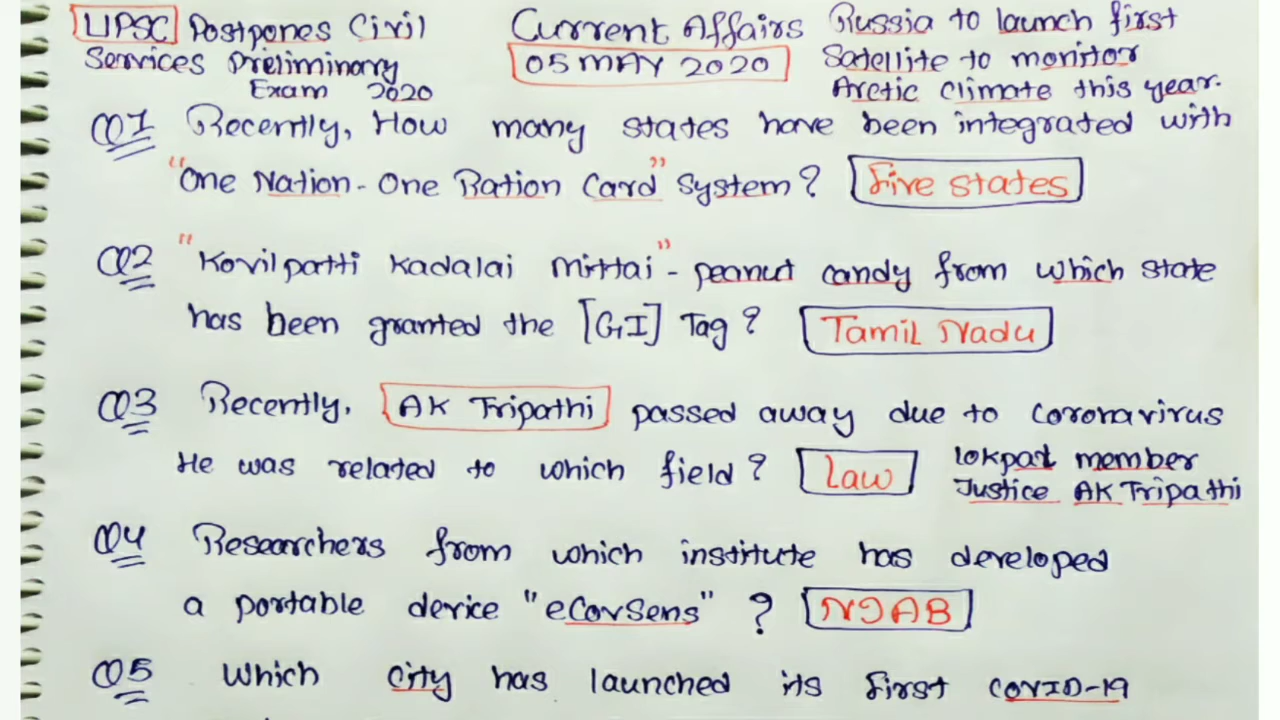 UPSC Postpones Civil
Services Preliminary
Exam 2020
Current Affairs
05 MAY 2020
Russia to launch first
Satellite to monitor
Arctic Climate this year.
Q1 Recently, How many states have been integrated with
"One Nation - One Ration Card" System? Five states
Q2 "Kovilpatti Kadalai Mittai" - peanut candy from which state
has been granted the [GI] Tag? Tamil Nadu
Q3 Recently, AK Tripathi passed away due to coronavirus
He was related to which field? Law
lokpal member
Justice AK Tripathi
Q4 Researchers from which institute has developed
a portable device "eCovSens" ? NIAB
Q5 Which city has launched its first COVID-19